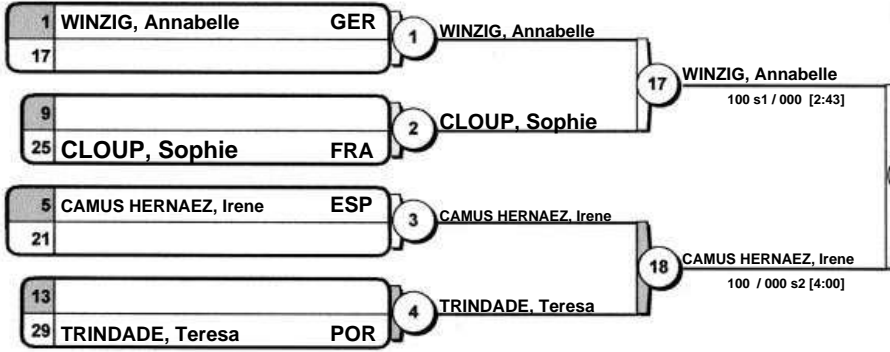 1 WINZIG, Annabelle GER
17
1
WINZIG, Annabelle
9
25 CLOUP, Sophie FRA
2
CLOUP, Sophie
17
WINZIG, Annabelle
100 s1 / 000 [2:43]
5 CAMUS HERNAEZ, Irene ESP
21
3
CAMUS HERNAEZ, Irene
13
29 TRINDADE, Teresa POR
4
TRINDADE, Teresa
18
CAMUS HERNAEZ, Irene
100 / 000 s2 [4:00]